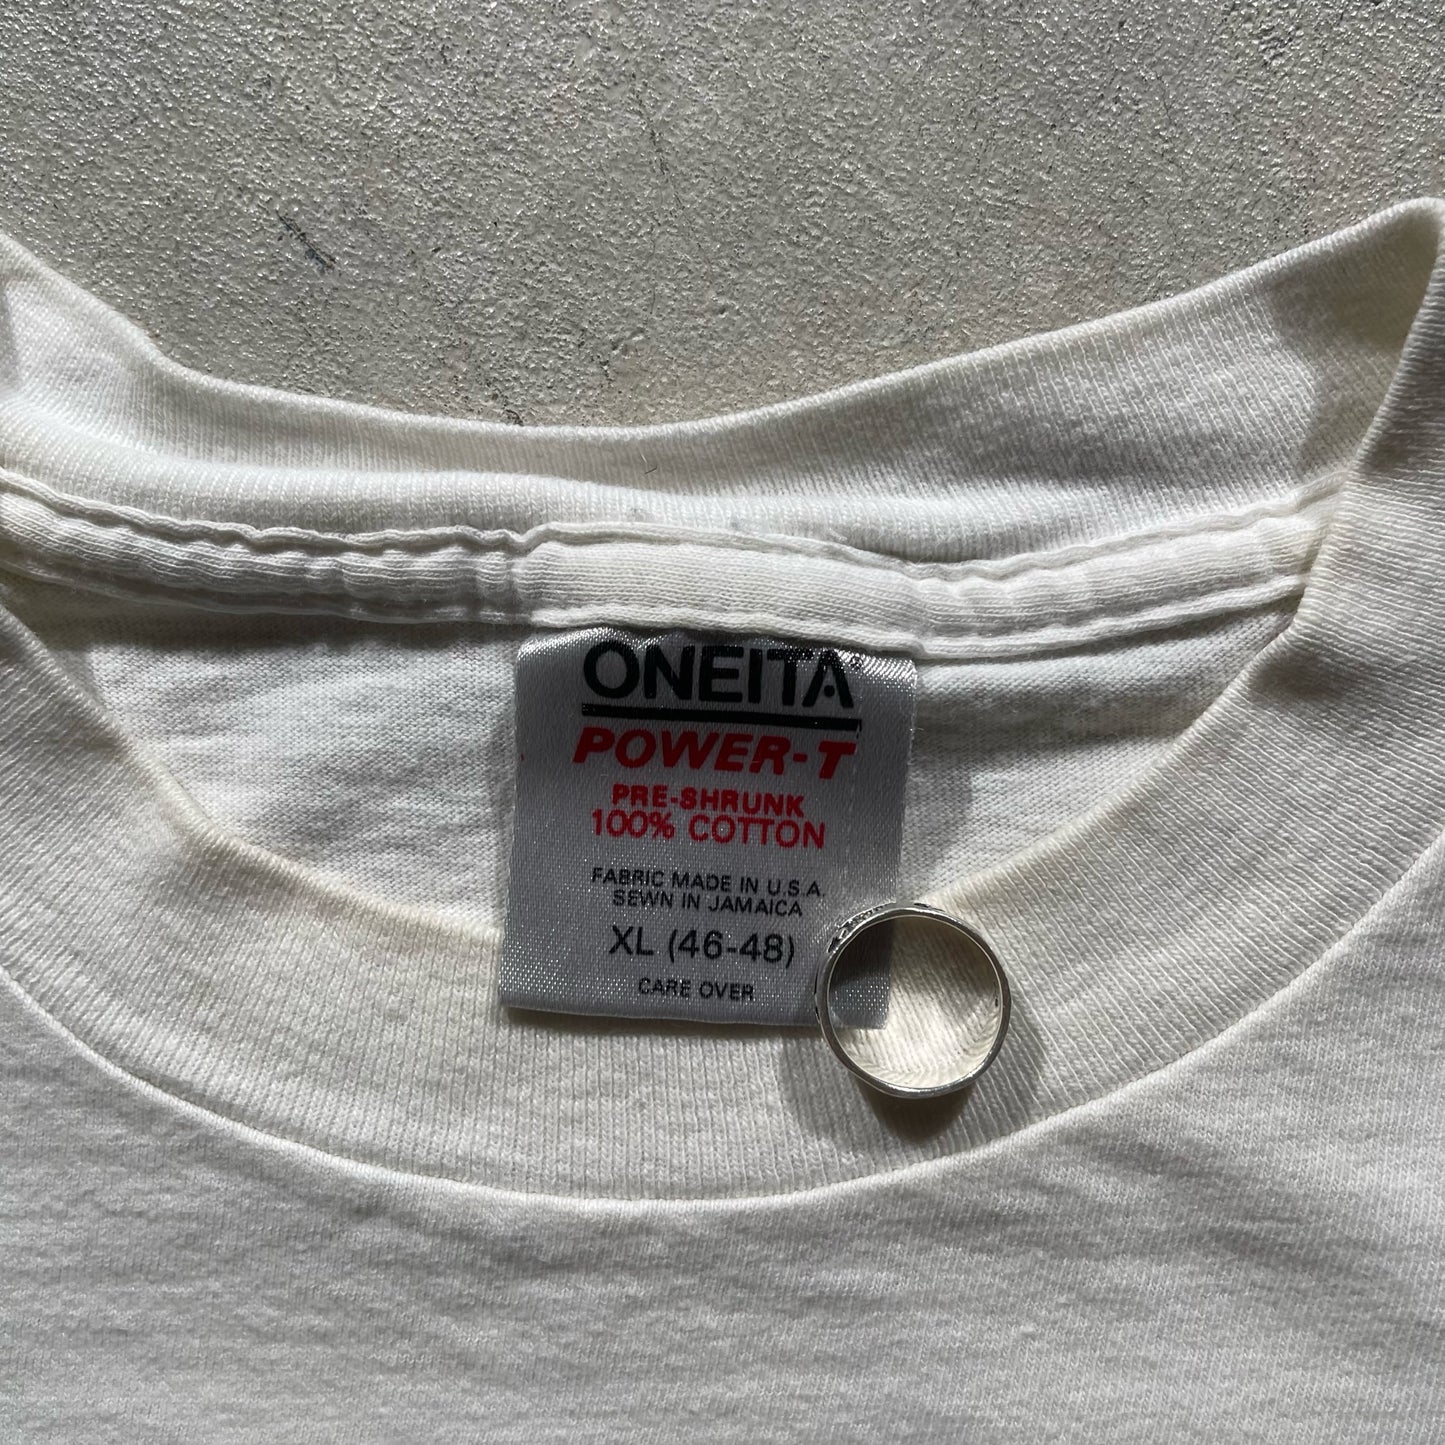 ONEITA
POWER-T
PRE-SHRUNK
100% COTTON
FABRIC MADE IN U.S.A.
SEWN IN JAMAICA
XL (46-48)
CARE OVER